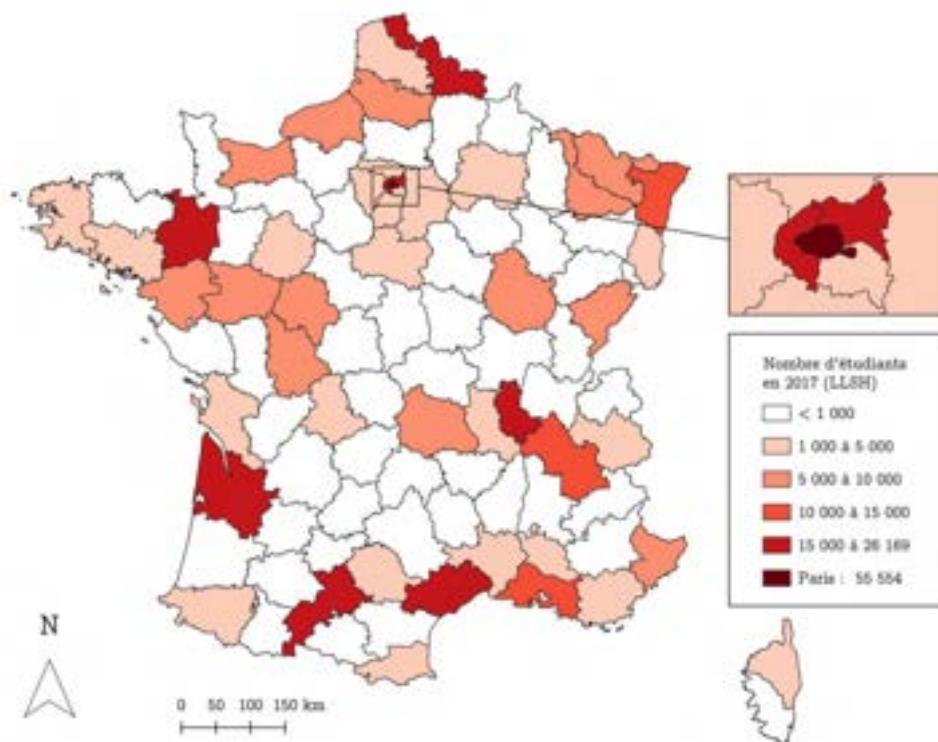 Nombre d'étudiants
en 2017 (LLSH)
< 1 000
1 000 à 5 000
5 000 à 10 000
10 000 à 15 000
15 000 à 26 169
Paris : 55 554
N
0 50 100 150 km